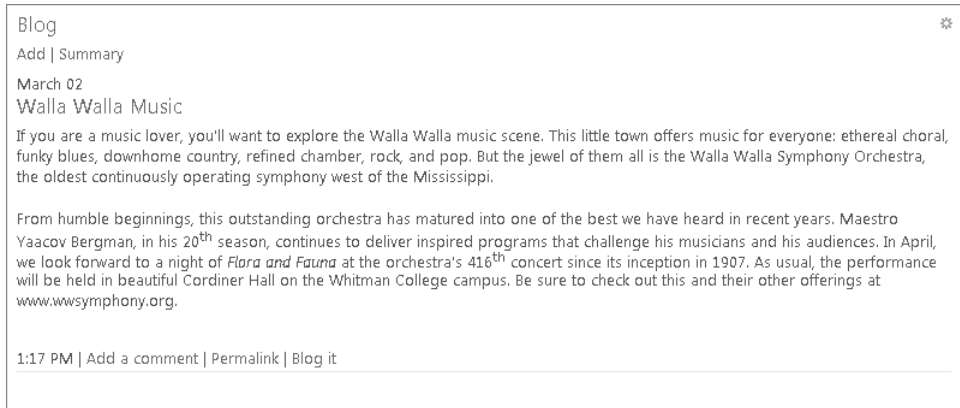 Blog
Add | Summary
March 02
Walla Walla Music
If you are a music lover, you'll want to explore the Walla Walla music scene. This little town offers music for everyone: ethereal choral,
funky blues, downhome country, refined chamber, rock, and pop. But the jewel of them all is the Walla Walla Symphony Orchestra,
the oldest continuously operating symphony west of the Mississippi.
From humble beginnings, this outstanding orchestra has matured into one of the best we have heard in recent years. Maestro
Yaacov Bergman, in his 20th season, continues to deliver inspired programs that challenge his musicians and his audiences. In April,
we look forward to a night of Flora and Fauna at the orchestra's 416th concert since its inception in 1907. As usual, the performance
will be held in beautiful Cordiner Hall on the Whitman College campus. Be sure to check out this and their other offerings at
www.wwsymphony.org.
1:17 PM | Add a comment | Permalink | Blog it